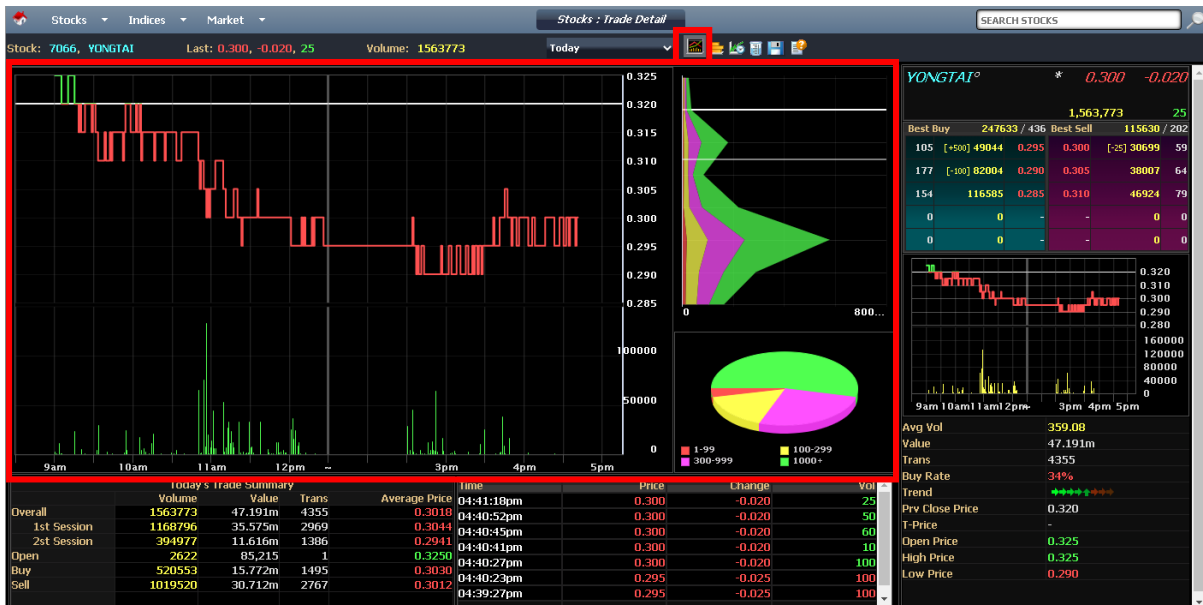 Stocks Indices Market Stocks : Trade Detail SEARCH STOCKS
Stock: 7066, YONGTAI Last: 0.300, -0.020, 25 Volume: 1563773 Today
0.325
0.320
0.315
0.310
0.305
0.300
0.295
0.290
0.285
100000
50000
0
9am 10am 11am 12pm ~ 3pm 4pm 5pm
0 800...
1-99 100-299
300-999 1000+
YONGTAI° * 0.300 -0.020
1,563,773 25
Best Buy 247633 / 436 Best Sell 115630 / 202
105 [+500] 49044 0.295 0.300 [-25] 30699 59
177 [-100] 82004 0.290 0.305 38007 64
154 116585 0.285 0.310 46924 79
0 0 - - 0 0
0 0 - - 0 0
0.320
0.310
0.300
0.290
0.280
160000
120000
80000
40000
0
9am 10am 11am 12pm~ 3pm 4pm 5pm
Avg Vol 359.08
Value 47.191m
Trans 4355
Buy Rate 34%
Trend
Prv Close Price 0.320
T-Price -
Open Price 0.325
High Price 0.325
Low Price 0.290
Today's Trade Summary
Volume Value Trans Average Price
Overall 1563773 47.191m 4355 0.3018
1st Session 1168796 35.575m 2969 0.3044
2st Session 394977 11.616m 1386 0.2941
Open 2622 85,215 1 0.3250
Buy 520553 15.772m 1495 0.3030
Sell 1019520 30.712m 2767 0.3012
Time Price Change Vol
04:41:18pm 0.300 -0.020 25
04:40:52pm 0.300 -0.020 50
04:40:45pm 0.300 -0.020 60
04:40:41pm 0.300 -0.020 10
04:40:27pm 0.300 -0.020 100
04:40:23pm 0.295 -0.025 100
04:39:27pm 0.295 -0.025 100